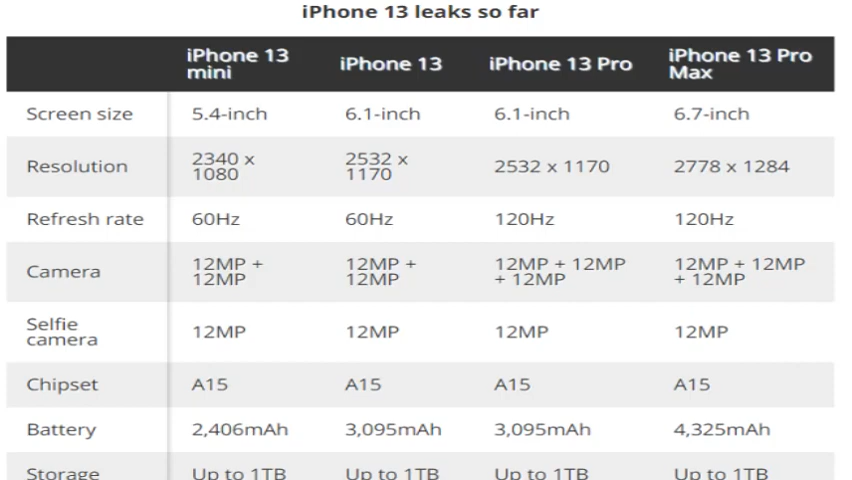 iPhone 13 leaks so far
iPhone 13 mini iPhone 13 iPhone 13 Pro iPhone 13 Pro Max
Screen size 5.4-inch 6.1-inch 6.1-inch 6.7-inch
Resolution 2340 x 1080 2532 x 1170 2532 x 1170 2778 x 1284
Refresh rate 60Hz 60Hz 120Hz 120Hz
Camera 12MP + 12MP 12MP + 12MP 12MP + 12MP + 12MP 12MP + 12MP + 12MP
Selfie camera 12MP 12MP 12MP 12MP
Chipset A15 A15 A15 A15
Battery 2,406mAh 3,095mAh 3,095mAh 4,325mAh
Storage Up to 1TB Up to 1TB Up to 1TB Up to 1TB